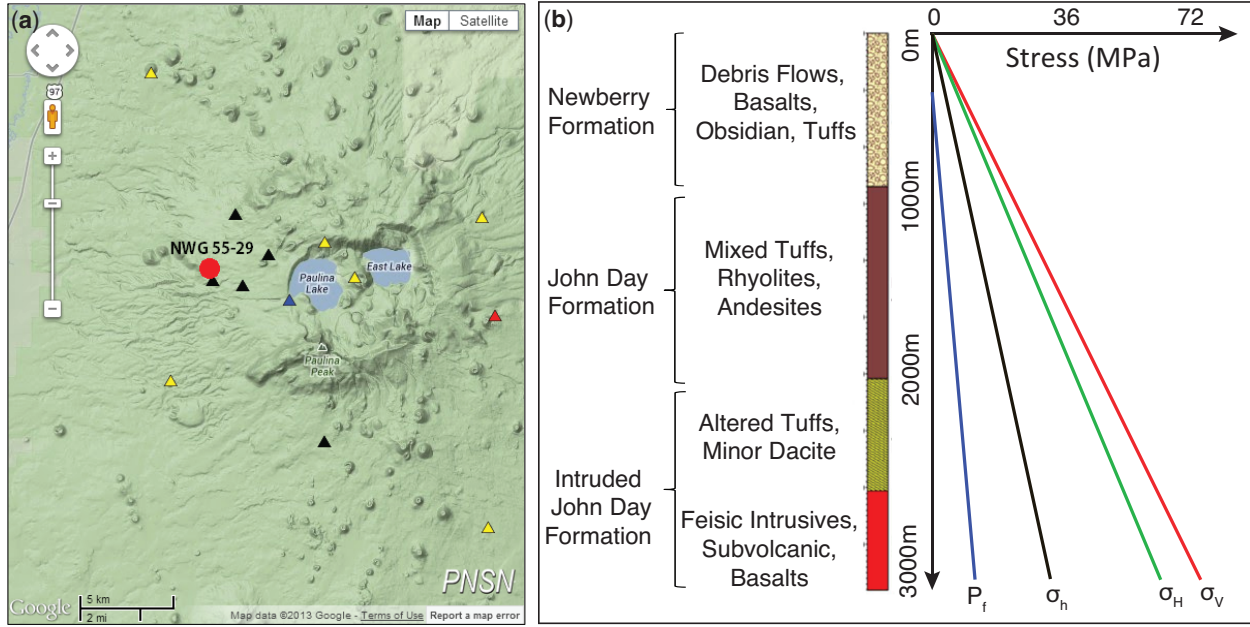 (a)
Map
Satellite
97
NWG 55-29
Paulina
Lake
East Lake
Paulina
Peak
PNSN
Google
5 km
2 mi
Map data ©2013 Google - Terms of Use
Report a map error
(b)
Newberry
Formation
John Day
Formation
Intruded
John Day
Formation
Debris Flows,
Basalts,
Obsidian, Tuffs
Mixed Tuffs,
Rhyolites,
Andesites
Altered Tuffs,
Minor Dacite
Feisic Intrusives,
Subvolcanic,
Basalts
0 36 72
Stress (MPa)
0m
1000m
2000m
3000m
Pf
σh
σH
σV